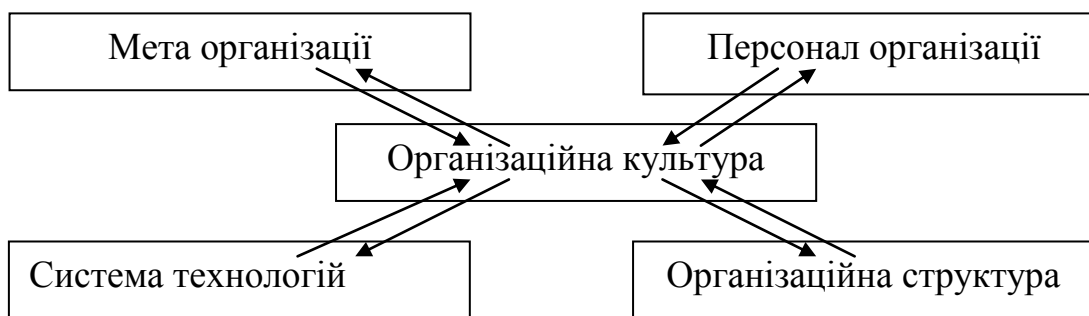 Мета організації
Персонал організації
Організаційна культура
Система технологій
Організаційна структура